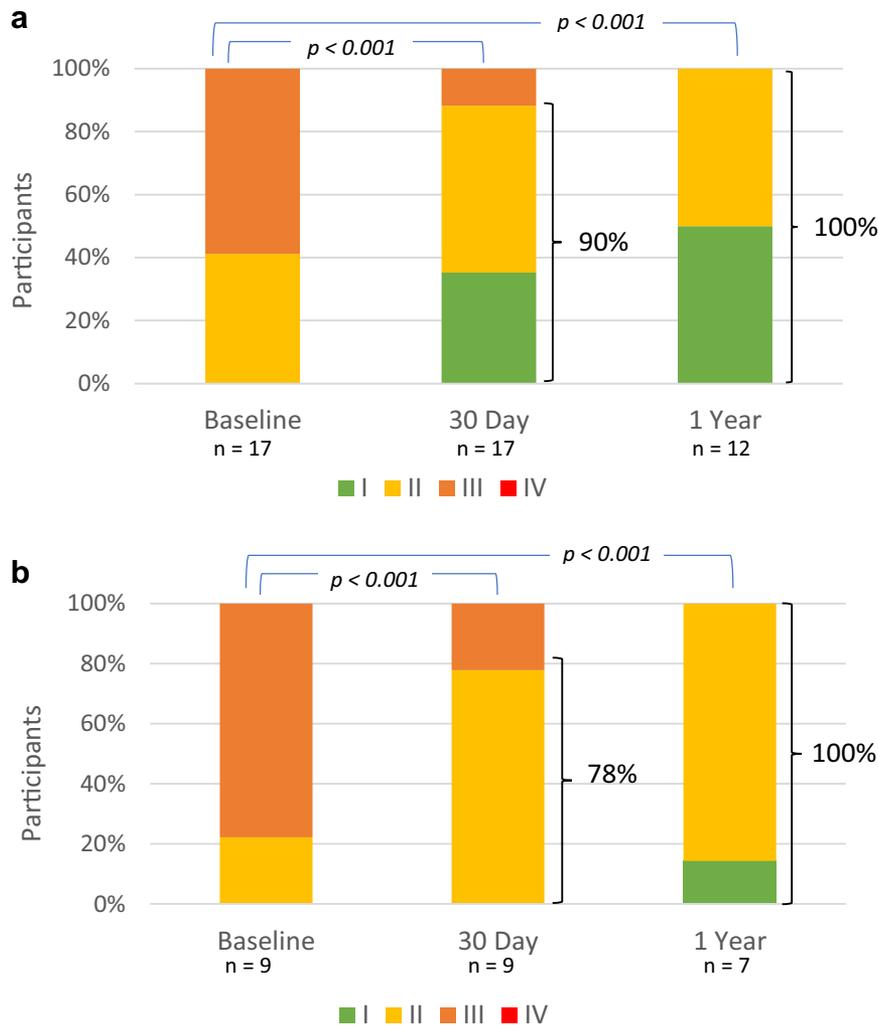 a
p < 0.001
p < 0.001
100%
80%
60%
40%
20%
0%
Participants
90%
100%
Baseline 30 Day 1 Year
n = 17 n = 17 n = 12
I II III IV
b
p < 0.001
p < 0.001
100%
80%
60%
40%
20%
0%
Participants
78%
100%
Baseline 30 Day 1 Year
n = 9 n = 9 n = 7
I II III IV